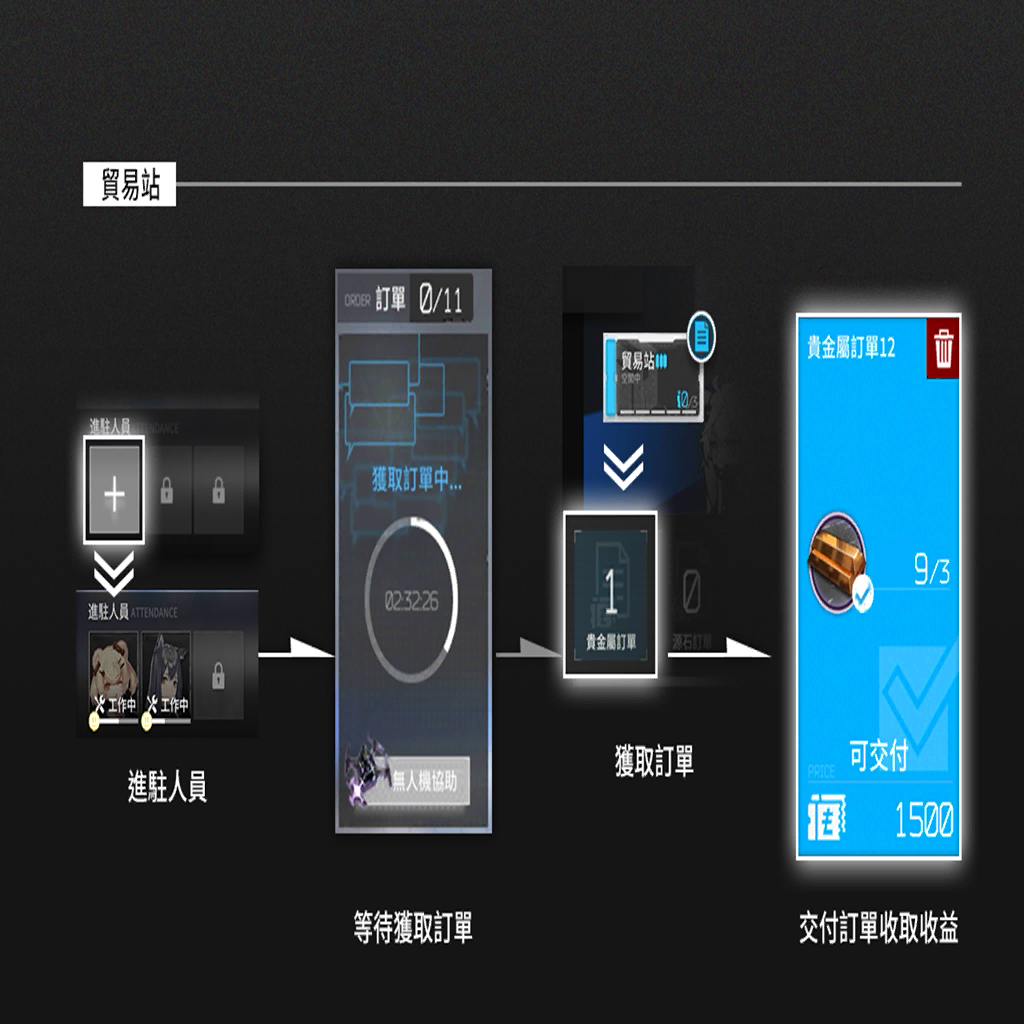 貿易站
進駐人員 ATTENDANCE
進駐人員 ATTENDANCE
工作中 工作中
進駐人員
ORDER 訂單 0/11
獲取訂單中...
02:32:26
無人機協助
等待獲取訂單
貿易站
空閒中
0/3
1 0
貴金屬訂單 源石訂單
獲取訂單
貴金屬訂單12
9/3
可交付
PRICE
1500
交付訂單收取收益